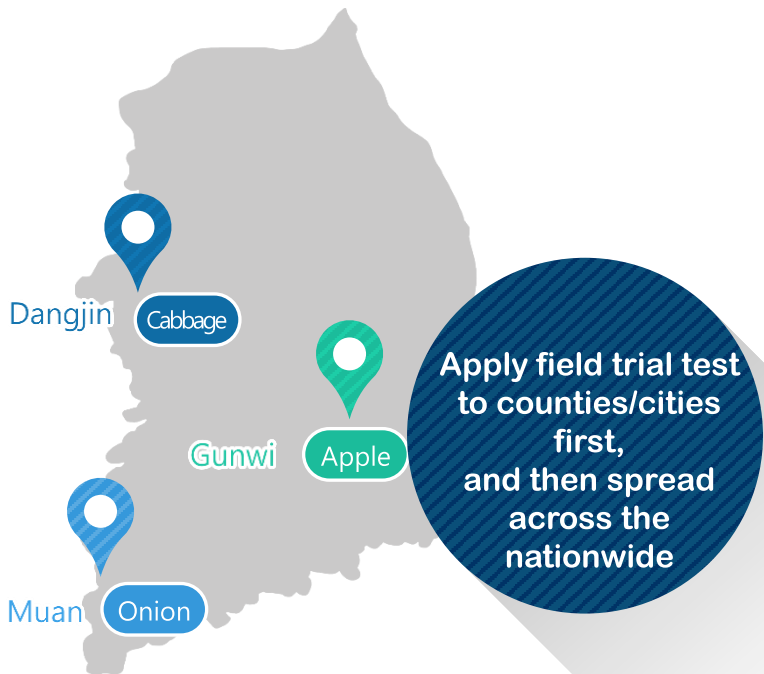 Dangjin
Cabbage
Gunwi
Apple
Muan
Onion
Apply field trial test
to counties/cities
first,
and then spread
across the
nationwide